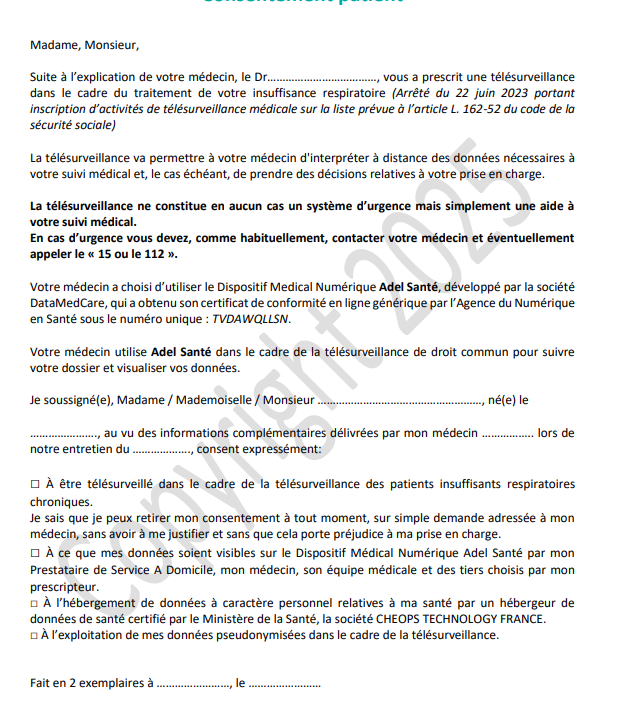 Consentement patient
Madame, Monsieur,
Suite à l'explication de votre médecin, le Dr……………………………, vous a prescrit une télésurveillance
dans le cadre du traitement de votre insuffisance respiratoire (Arrêté du 22 juin 2023 portant
inscription d'activités de télésurveillance médicale sur la liste prévue à l'article L. 162-52 du code de la
sécurité sociale)
La télésurveillance va permettre à votre médecin d'interpréter à distance des données nécessaires à
votre suivi médical et, le cas échéant, de prendre des décisions relatives à votre prise en charge.
La télésurveillance ne constitue en aucun cas un système d'urgence mais simplement une aide à
votre suivi médical.
En cas d'urgence vous devez, comme habituellement, contacter votre médecin et éventuellement
appeler le « 15 ou le 112 ».
Votre médecin a choisi d'utiliser le Dispositif Medical Numérique Adel Santé, développé par la société
DataMedCare, qui a obtenu son certificat de conformité en ligne générique par l'Agence du Numérique
en Santé sous le numéro unique : TVDAWQLLSN.
Votre médecin utilise Adel Santé dans le cadre de la télésurveillance de droit commun pour suivre
votre dossier et visualiser vos données.
Je soussigné(e), Madame / Mademoiselle / Monsieur ……………………………………………, né(e) le
…………………., au vu des informations complémentaires délivrées par mon médecin …………….. lors de
notre entretien du ………………., consent expressément:
☐ À être télésurveillé dans le cadre de la télésurveillance des patients insuffisants respiratoires
chroniques.
Je sais que je peux retirer mon consentement à tout moment, sur simple demande adressée à mon
médecin, sans avoir à me justifier et sans que cela porte préjudice à ma prise en charge.
☐ À ce que mes données soient visibles sur le Dispositif Médical Numérique Adel Santé par mon
Prestataire de Service A Domicile, mon médecin, son équipe médicale et des tiers choisis par mon
prescripteur.
☐ À l'hébergement de données à caractère personnel relatives à ma santé par un hébergeur de
données de santé certifié par le Ministère de la Santé, la société CHEOPS TECHNOLOGY FRANCE.
☐ À l'exploitation de mes données pseudonymisées dans le cadre de la télésurveillance.
Fait en 2 exemplaires à ……………………, le ……………………
Copyright 2025